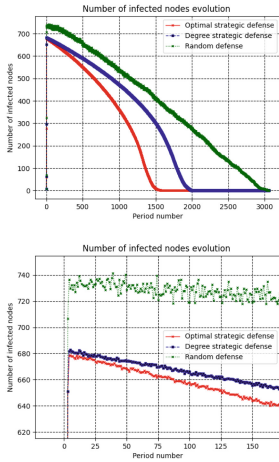 Number of infected nodes evolution
Number of infected nodes
700
600
500
400
300
200
100
0
Optimal strategic defense
Degree strategic defense
Random defense
0 500 1000 1500 2000 2500 3000
Period number
Number of infected nodes evolution
Number of infected nodes
740
720
700
680
660
640
620
Optimal strategic defense
Degree strategic defense
Random defense
0 25 50 75 100 125 150
Period number